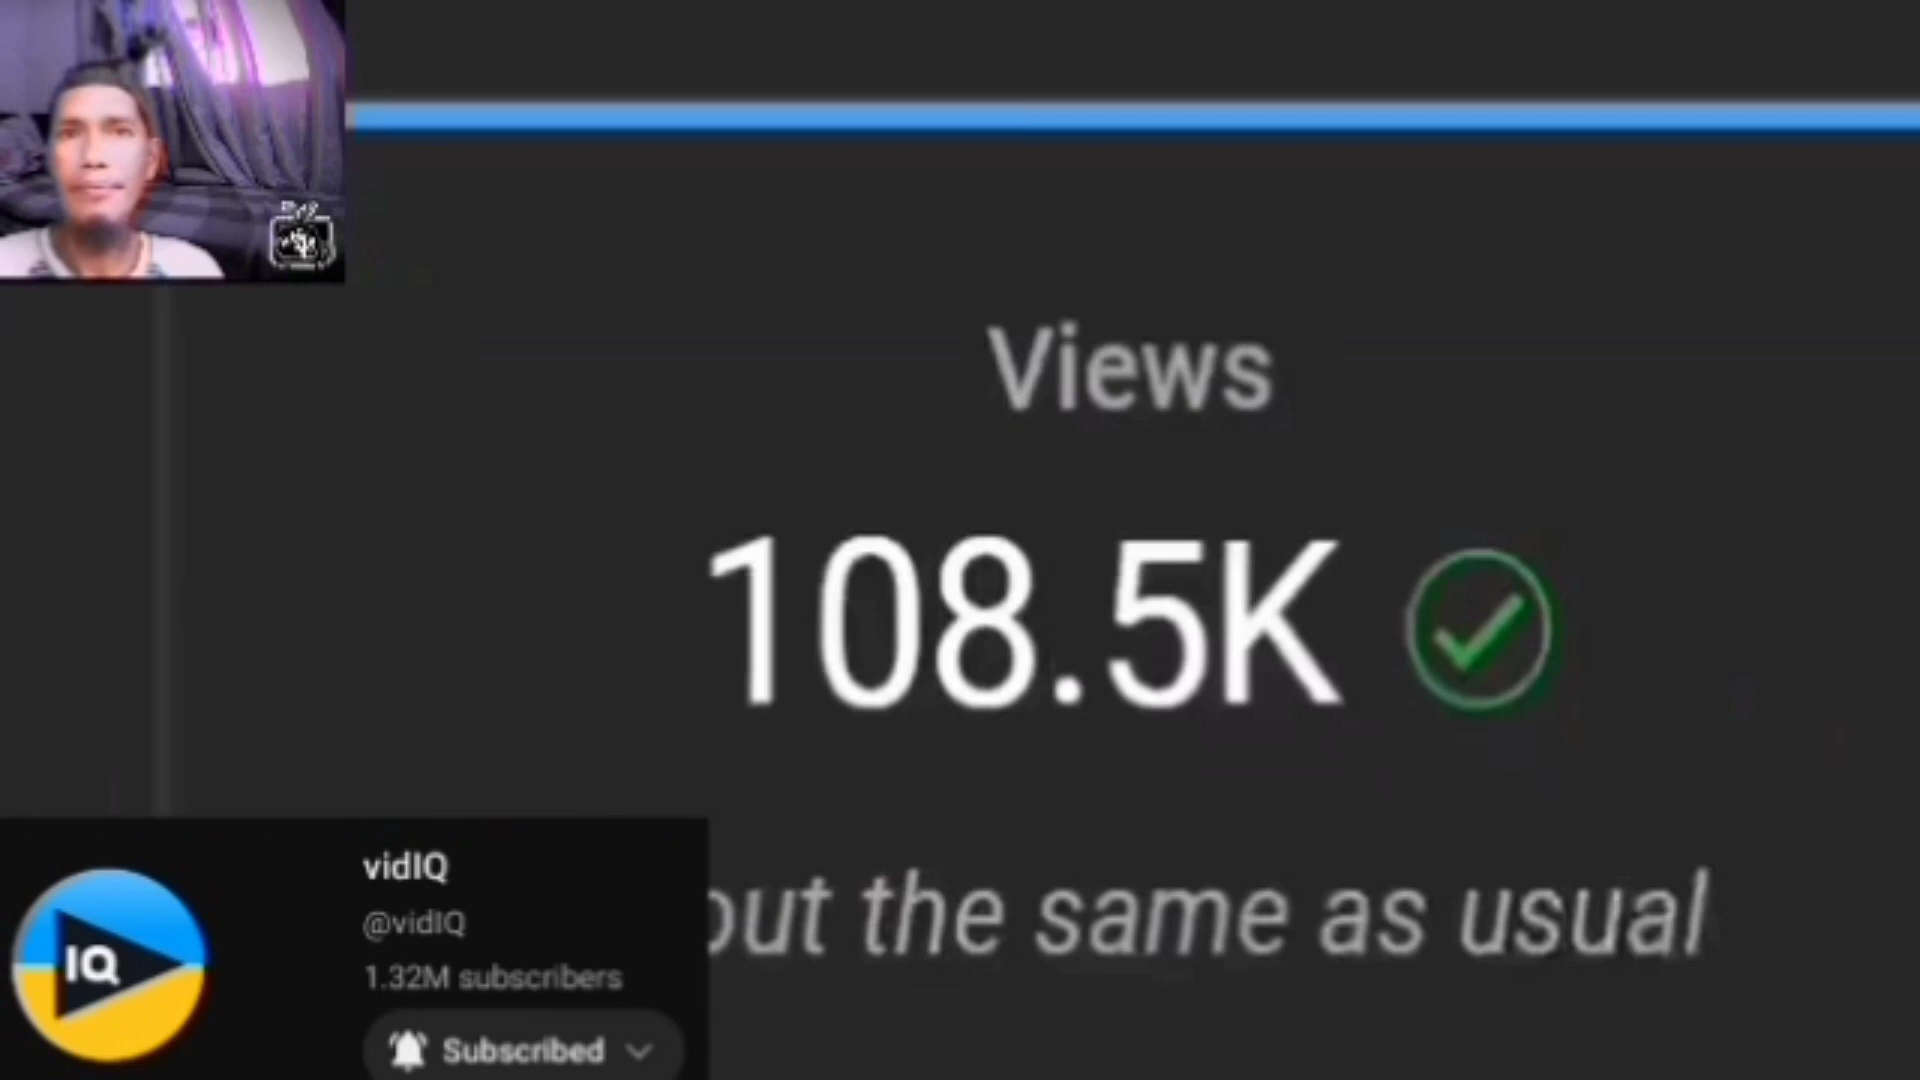 Views
108.5K
out the same as usual
vidIQ
@vidIQ
1.32M subscribers
Subscribed
IQ